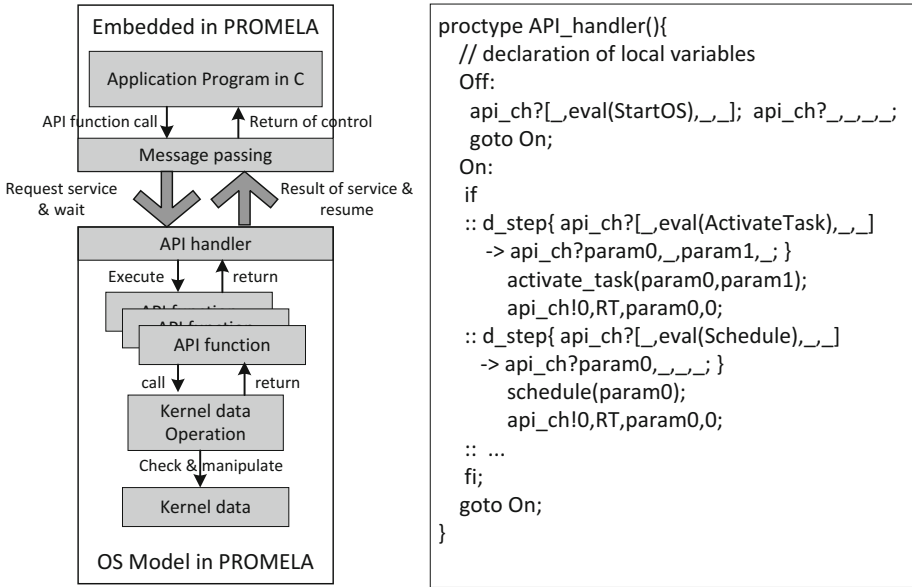 Embedded in PROMELA
Application Program in C
API function call
Return of control
Message passing
Request service
& wait
Result of service &
resume
API handler
Execute
return
API function
API function
API function
call
return
Kernel data
Operation
Check & manipulate
Kernel data
OS Model in PROMELA
proctype API_handler(){
// declaration of local variables
Off:
api_ch?[_,eval(StartOS),_,_]; api_ch?_,_,_,_;
goto On;
On:
if
:: d_step{ api_ch?[_,eval(ActivateTask),_,_]
-> api_ch?param0,_,param1,_; }
activate_task(param0,param1);
api_ch!0,RT,param0,0;
:: d_step{ api_ch?[_,eval(Schedule),_,_]
-> api_ch?param0,_,_,_; }
schedule(param0);
api_ch!0,RT,param0,0;
:: ...
fi;
goto On;
}